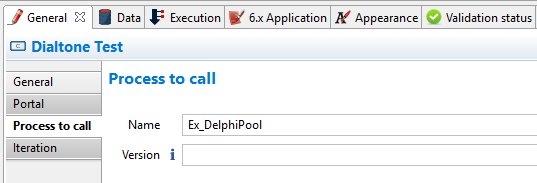 General Data Execution 6.x Application Appearance Validation status
Dialtone Test
General
Portal
Process to call
Iteration
Process to call
Name Ex_DelphiPool
Version